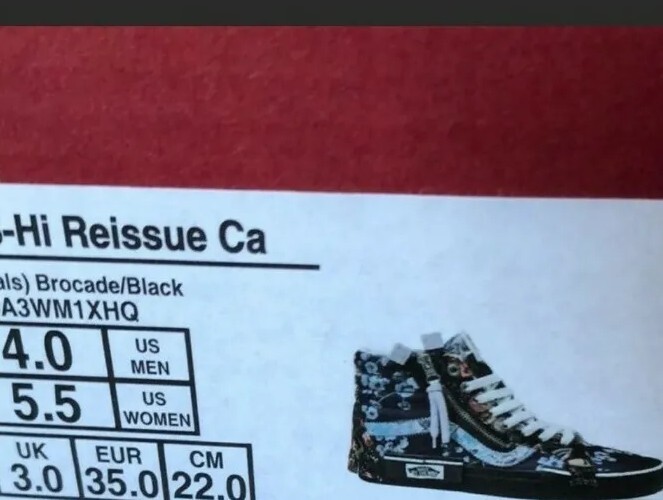 -Hi Reissue Ca
als) Brocade/Black
A3WM1XHQ
4.0 US MEN
5.5 US WOMEN
UK EUR CM
3.0 35.0 22.0